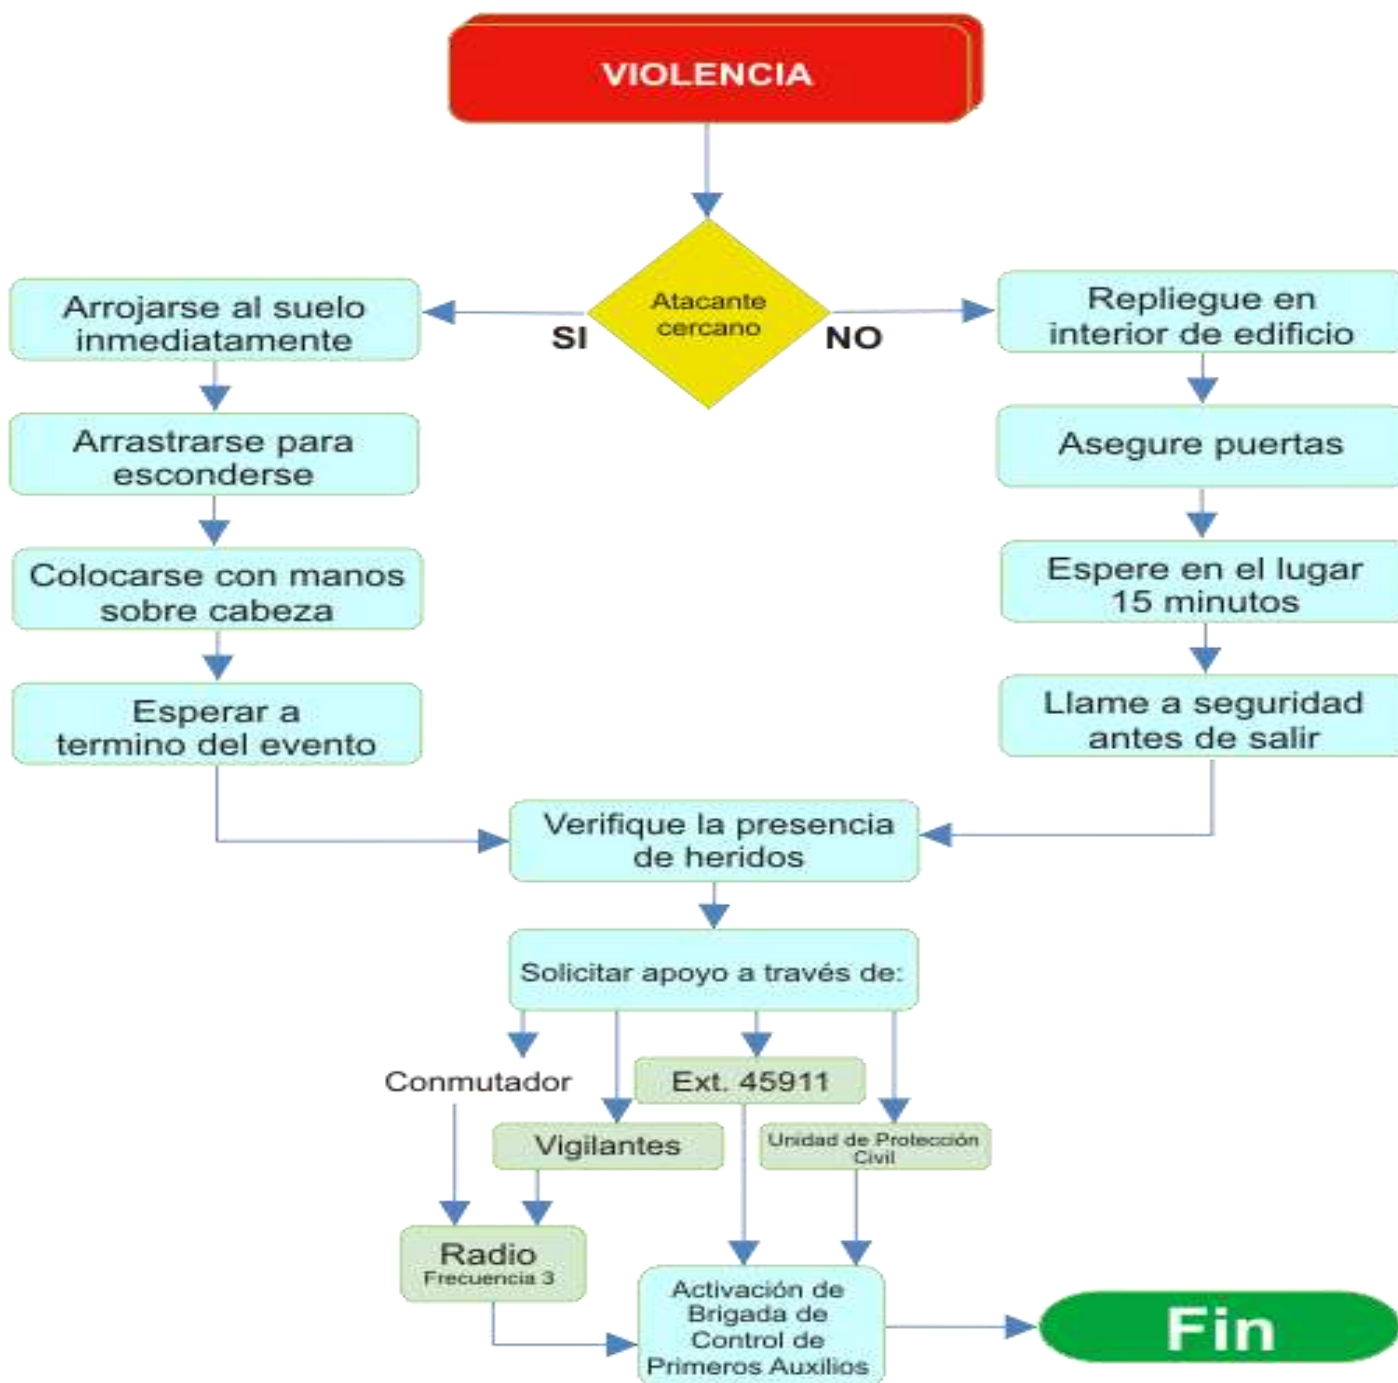 VIOLENCIA
Atacante
cercano
SI
NO
Arrojarse al suelo
inmediatamente
Arrastrarse para
esconderse
Colocarse con manos
sobre cabeza
Esperar a
termino del evento
Repliegue en
interior de edificio
Asegure puertas
Espere en el lugar
15 minutos
Llame a seguridad
antes de salir
Verifique la presencia
de heridos
Solicitar apoyo a través de:
Conmutador
Vigilantes
Ext. 45911
Unidad de Protección
Civil
Radio
Frecuencia 3
Activación de
Brigada de
Control de
Primeros Auxilios
Fin